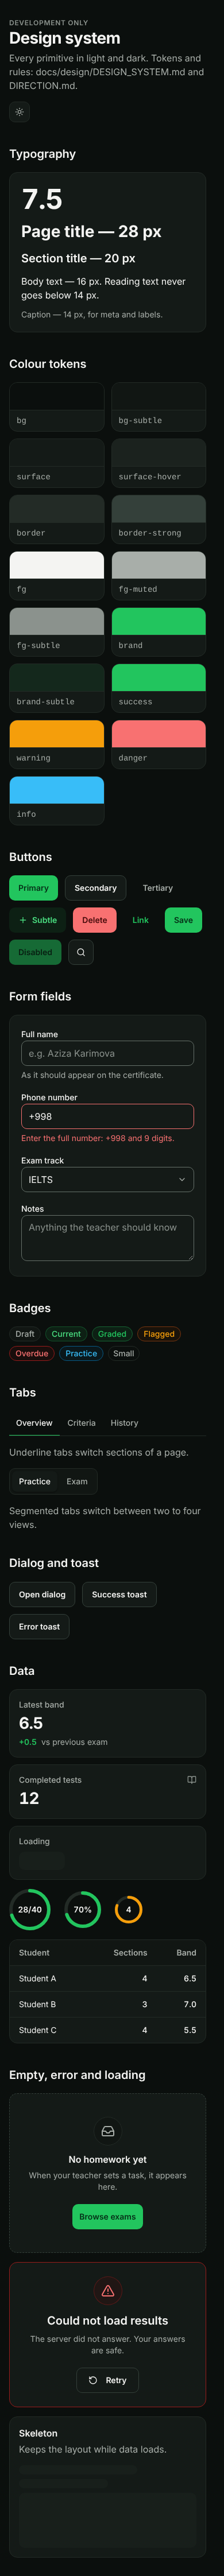 DEVELOPMENT ONLY
Design system
Every primitive in light and dark. Tokens and
rules: docs/design/DESIGN_SYSTEM.md and
DIRECTION.md.
Typography
7.5
Page title — 28 px
Section title — 20 px
Body text — 16 px. Reading text never
goes below 14 px.
Caption — 14 px, for meta and labels.
Colour tokens
bg
bg-subtle
surface
surface-hover
border
border-strong
fg
fg-muted
fg-subtle
brand
brand-subtle
success
warning
danger
info
Buttons
Primary
Secondary
Tertiary
Subtle
Delete
Link
Save
Disabled
Form fields
Full name
e.g. Aziza Karimova
As it should appear on the certificate.
Phone number
+998
Enter the full number: +998 and 9 digits.
Exam track
IELTS
Notes
Anything the teacher should know
Badges
Draft
Current
Graded
Flagged
Overdue
Practice
Small
Tabs
Overview
Criteria
History
Underline tabs switch sections of a page.
Practice
Exam
Segmented tabs switch between two to four
views.
Dialog and toast
Open dialog
Success toast
Error toast
Data
Latest band
6.5
+0.5 vs previous exam
Completed tests
12
Loading
28/40
70%
4
Student Sections Band
Student A 4 6.5
Student B 3 7.0
Student C 4 5.5
Empty, error and loading
No homework yet
When your teacher sets a task, it appears
here.
Browse exams
Could not load results
The server did not answer. Your answers
are safe.
Retry
Skeleton
Keeps the layout while data loads.